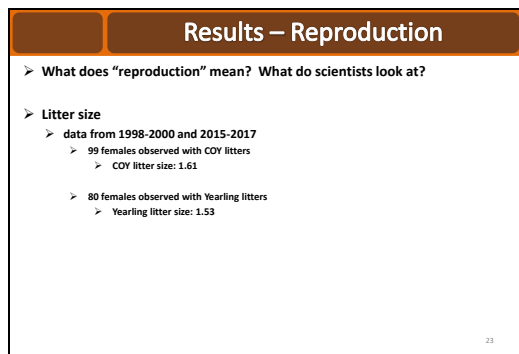 Results – Reproduction
➢ What does “reproduction” mean? What do scientists look at?
➢ Litter size
➢ data from 1998-2000 and 2015-2017
➢ 99 females observed with COY litters
➢ COY litter size: 1.61
➢ 80 females observed with Yearling litters
➢ Yearling litter size: 1.53
23